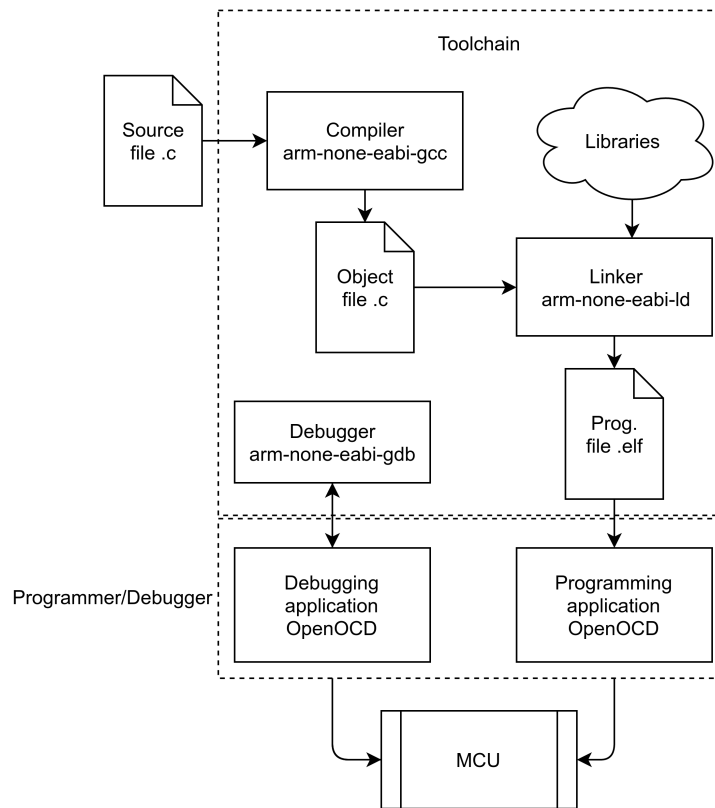 Toolchain
Source
file .c
Compiler
arm-none-eabi-gcc
Libraries
Object
file .c
Linker
arm-none-eabi-ld
Debugger
arm-none-eabi-gdb
Prog.
file .elf
Programmer/Debugger
Debugging
application
OpenOCD
Programming
application
OpenOCD
MCU